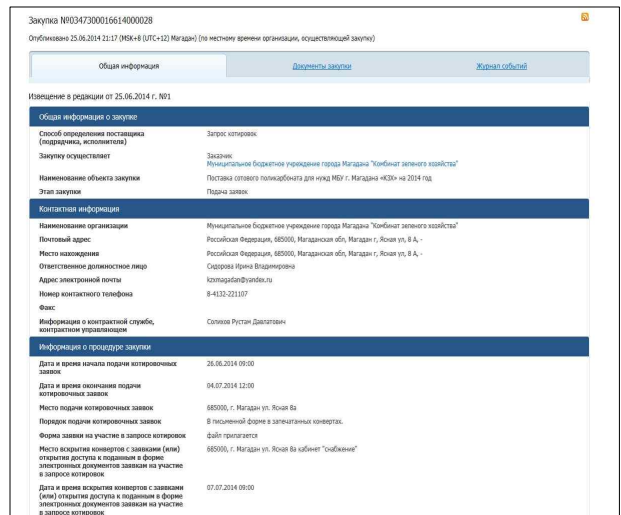 Закупка №0347300016614000028
Опубликовано 25.06.2014 21:17 (MSK+8 (UTC+12) Магадан) (по местному времени организации, осуществляющей закупку)
Общая информация
Документы закупки
Журнал событий
Извещение в редакции от 25.06.2014 г. №1
Общая информация о закупке
Способ определения поставщика Запрос котировок
(подрядчика, исполнителя)
Закупку осуществляет Заказчик
Муниципальное бюджетное учреждение города Магадана "Комбинат зеленого хозяйства"
Наименование объекта закупки Поставка сотового поликарбоната для нужд МБУ г. Магадана «КЗХ» на 2014 год
Этап закупки Подача заявок
Контактная информация
Наименование организации Муниципальное бюджетное учреждение города Магадана "Комбинат зеленого хозяйства"
Почтовый адрес Российская Федерация, 685000, Магаданская обл, Магадан г, Ясная ул, 8 А, -
Место нахождения Российская Федерация, 685000, Магаданская обл, Магадан г, Ясная ул, 8 А, -
Ответственное должностное лицо Сидорова Ирина Владимировна
Адрес электронной почты kzxmagadan@yandex.ru
Номер контактного телефона 8-4132-221107
Факс
Информация о контрактной службе, Солихов Рустам Давлатович
контрактном управляющем
Информация о процедуре закупки
Дата и время начала подачи котировочных 26.06.2014 09:00
заявок
Дата и время окончания подачи 04.07.2014 12:00
котировочных заявок
Место подачи котировочных заявок 685000, г. Магадан ул. Ясная 8а
Порядок подачи котировочных заявок В письменной форме в запечатанных конвертах.
Форма заявки на участие в запросе котировок файл прилагается
Место вскрытия конвертов с заявками (или) 685000, г. Магадан ул. Ясная 8а кабинет "снабжение"
открытия доступа к поданным в форме
электронных документов заявкам на участие
в запросе котировок
Дата и время вскрытия конвертов с заявками 07.07.2014 09:00
(или) открытия доступа к поданным в форме
электронных документов заявкам на участие
в запросе котировок